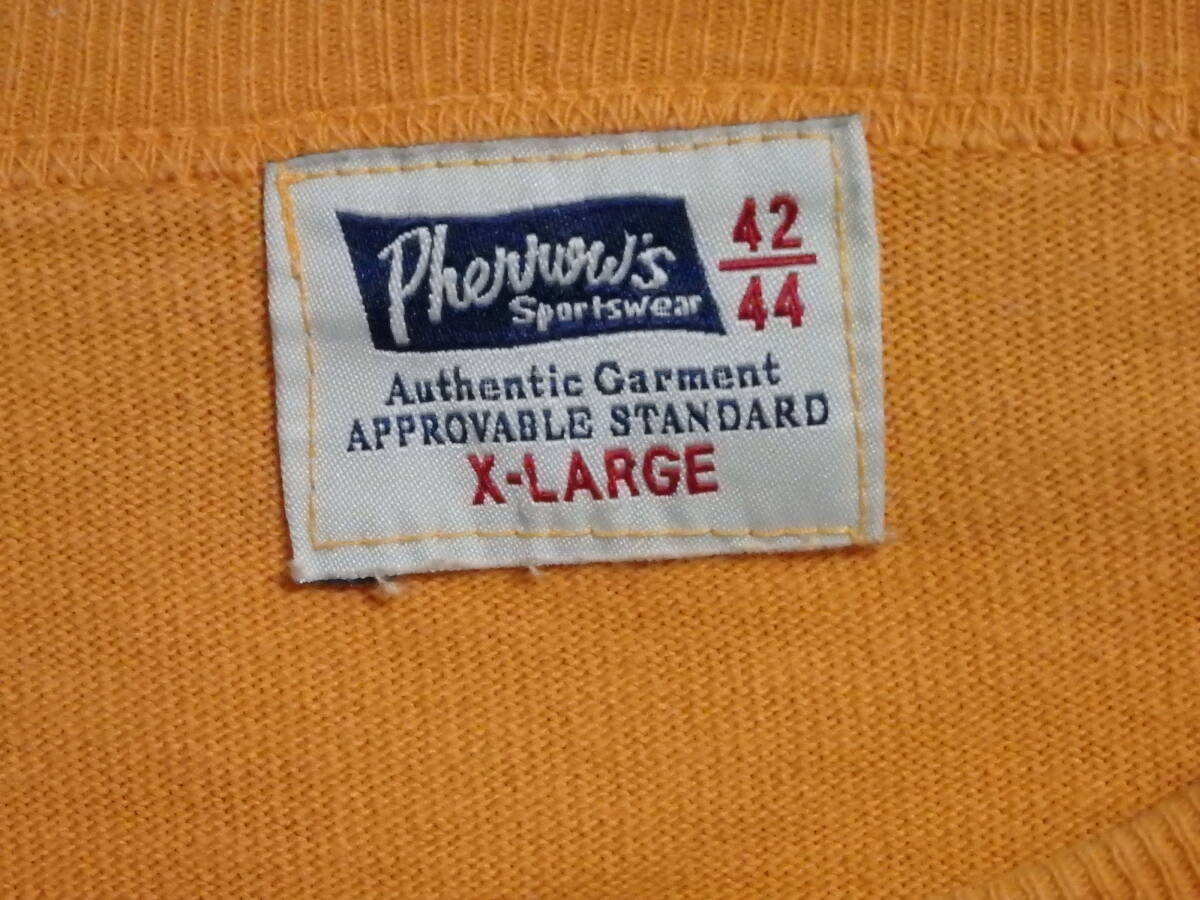 Pherrow's
Sportswear
42
44
Authentic Garment
APPROVABLE STANDARD
X-LARGE